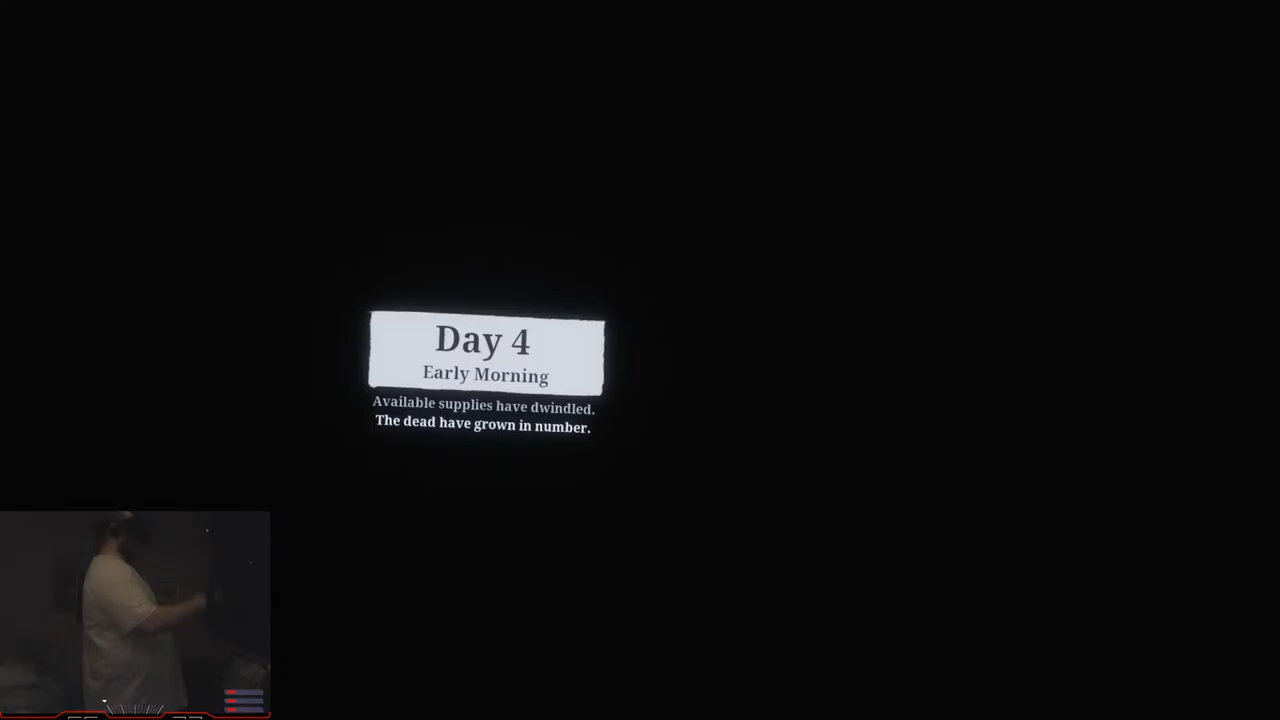 Day 4
Early Morning
Available supplies have dwindled.
The dead have grown in number.